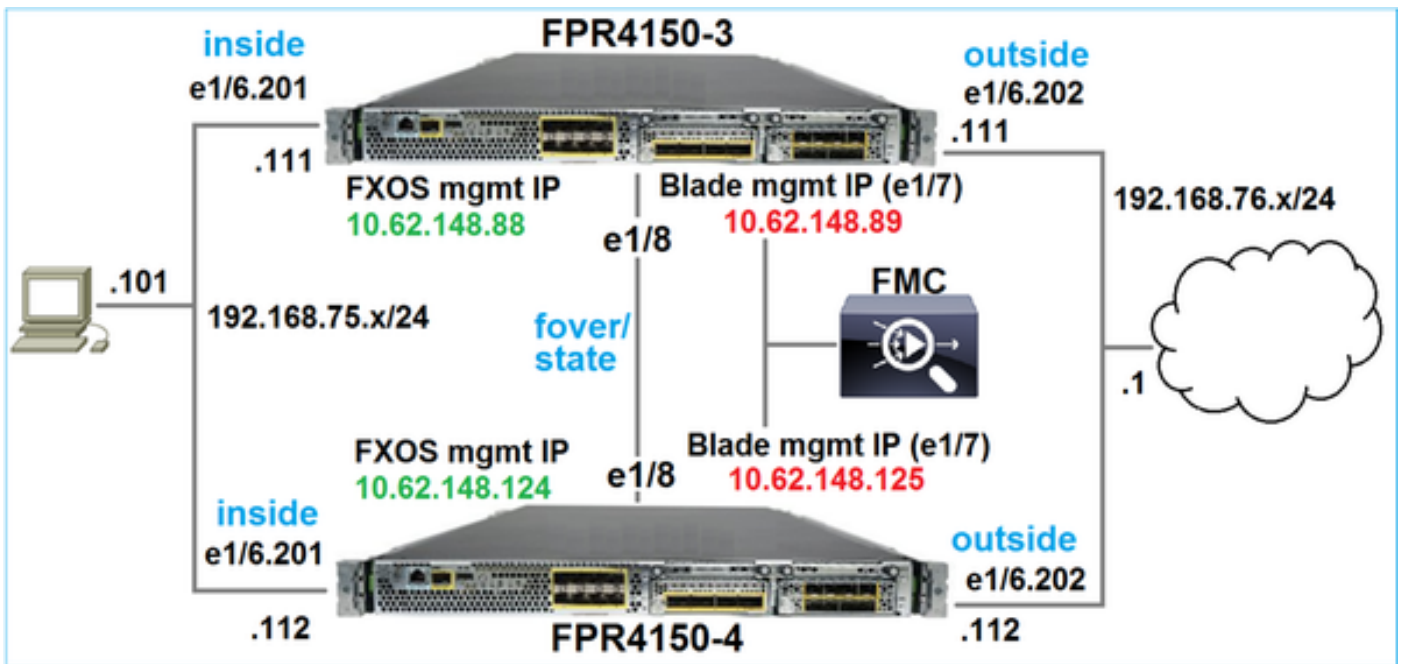 FPR4150-3
inside
e1/6.201
.111
outside
e1/6.202
.111
FXOS mgmt IP
10.62.148.88
Blade mgmt IP (e1/7)
10.62.148.89
e1/8
192.168.76.x/24
.101
192.168.75.x/24
fover/
state
FMC
.1
FXOS mgmt IP
10.62.148.124
e1/8
Blade mgmt IP (e1/7)
10.62.148.125
inside
e1/6.201
.112
outside
e1/6.202
.112
FPR4150-4